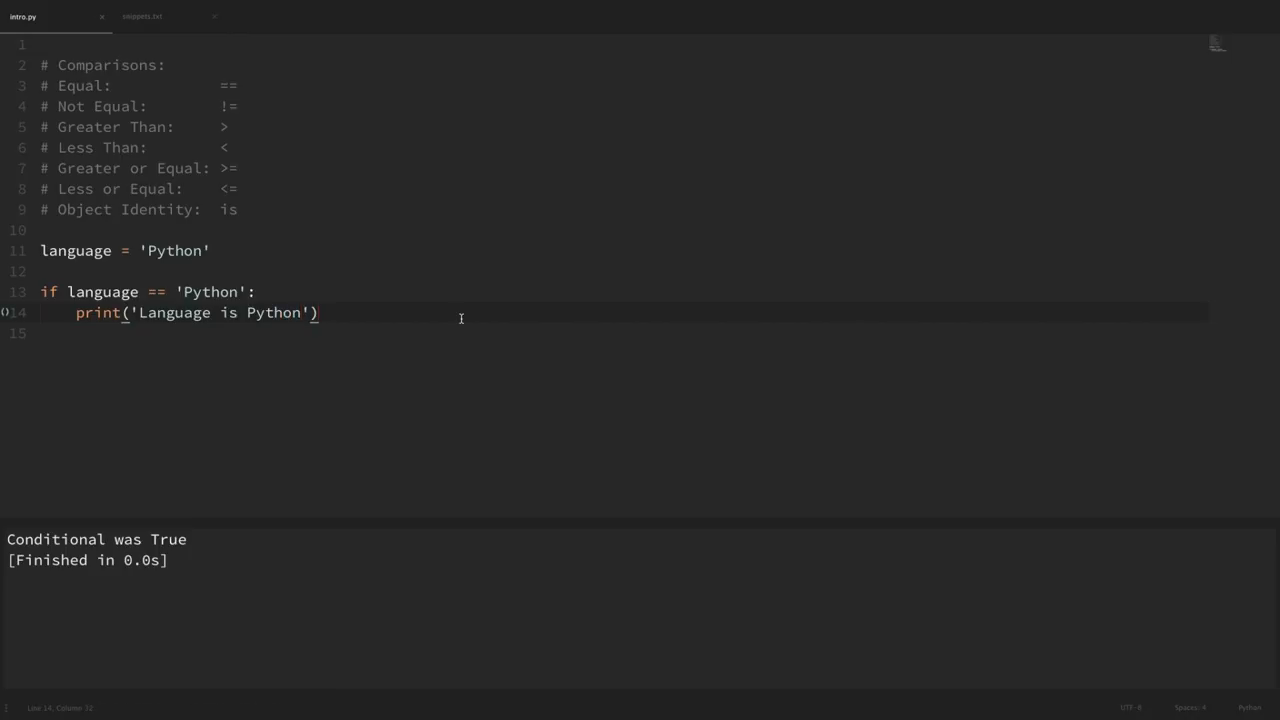 intro.py × snippets.txt ×
1
2 # Comparisons:
3 # Equal: ==
4 # Not Equal: !=
5 # Greater Than: >
6 # Less Than: <
7 # Greater or Equal: >=
8 # Less or Equal: <=
9 # Object Identity: is
10
11 language = 'Python'
12
13 if language == 'Python':
14 print('Language is Python')
15
Conditional was True
[Finished in 0.0s]
Line 14, Column 32 UTF-8 Spaces: 4 Python